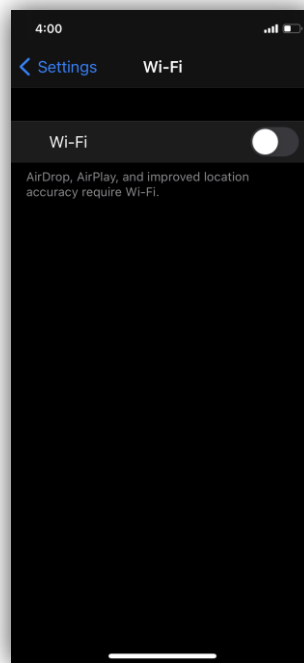 4:00
Settings
Wi-Fi
Wi-Fi
AirDrop, AirPlay, and improved location
accuracy require Wi-Fi.